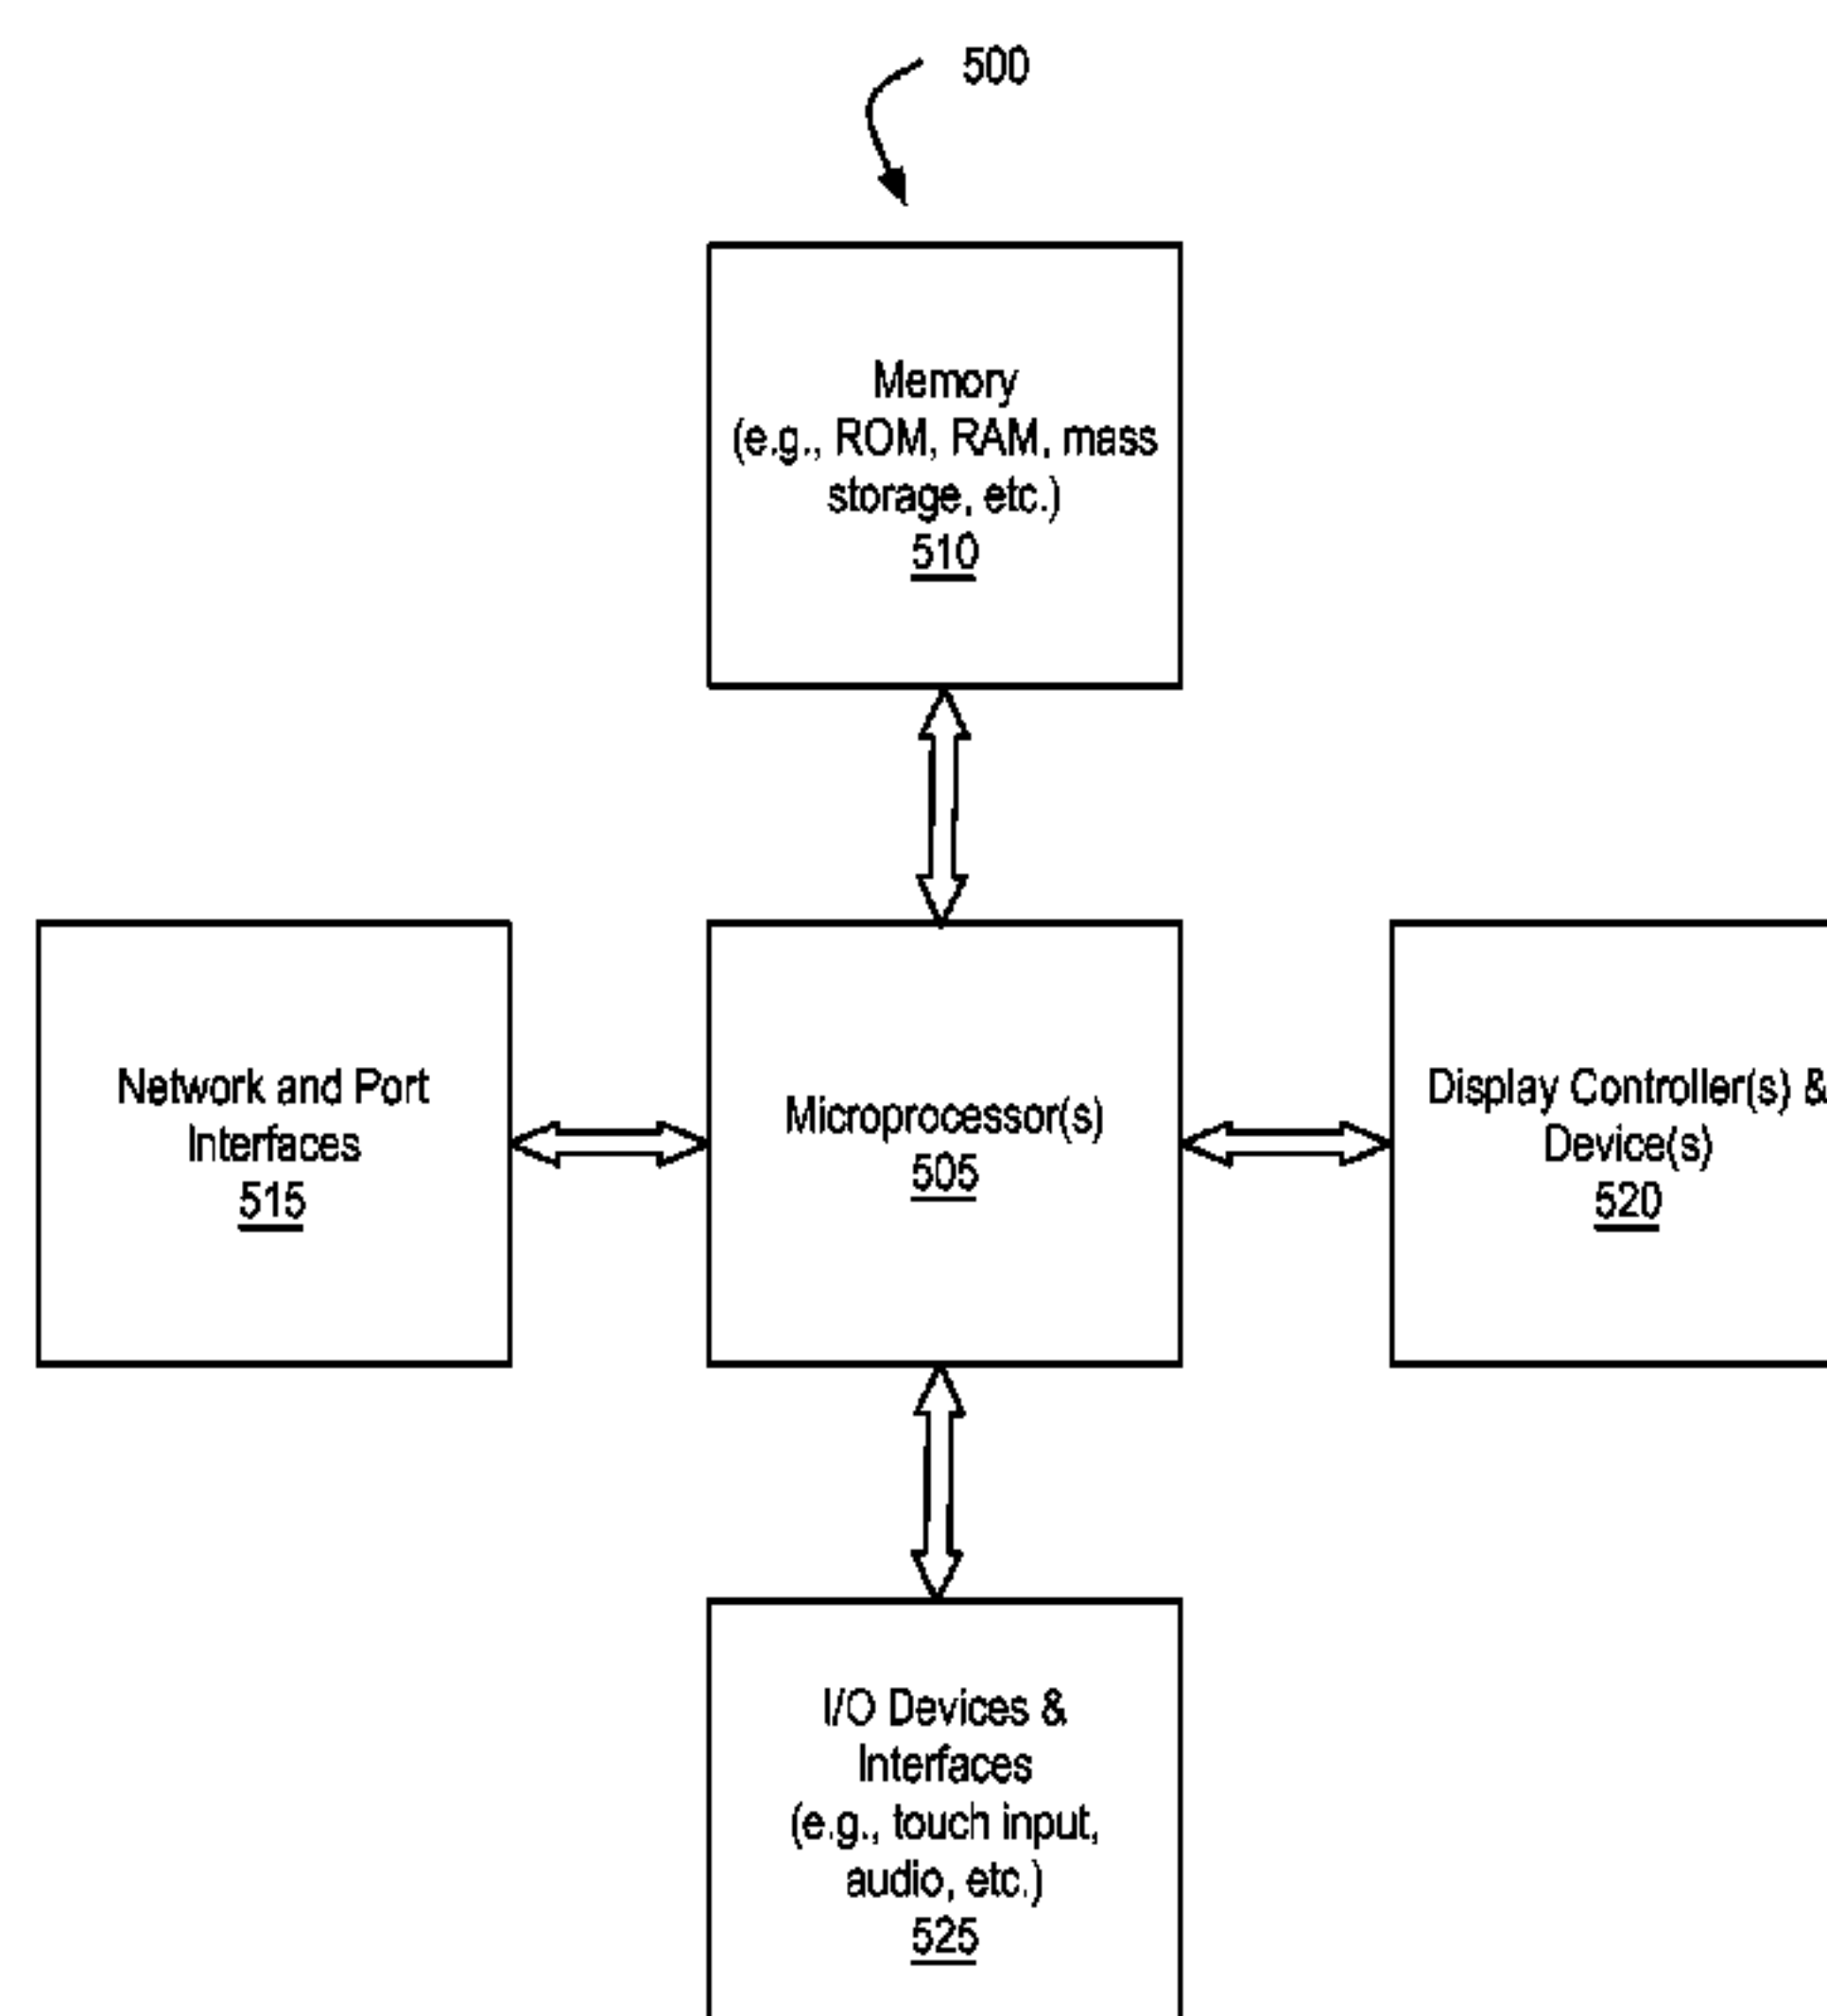 500
Memory
(e.g., ROM, RAM, mass
storage, etc.)
510
Network and Port
Interfaces
515
Microprocessor(s)
505
Display Controller(s) &
Device(s)
520
I/O Devices &
Interfaces
(e.g., touch input,
audio, etc.)
525